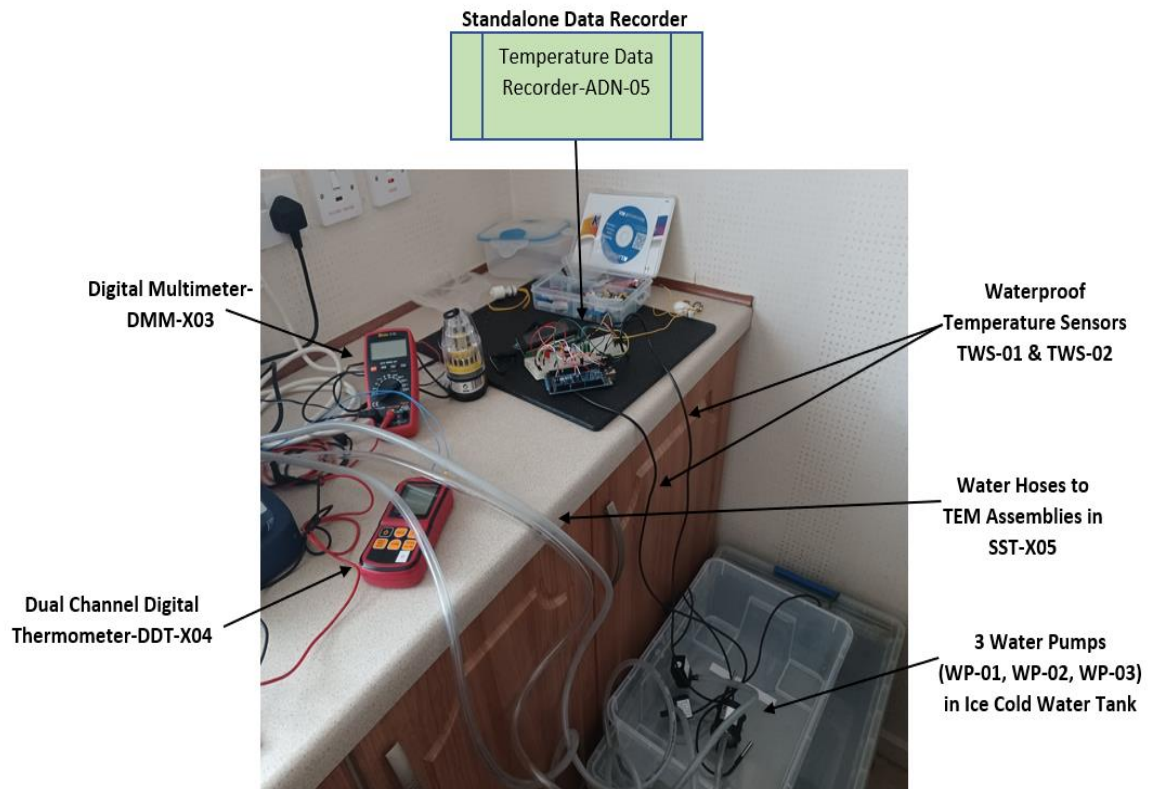 Standalone Data Recorder
Temperature Data
Recorder-ADN-05
Digital Multimeter-
DMM-X03
Waterproof
Temperature Sensors
TWS-01 & TWS-02
Water Hoses to
TEM Assemblies in
SST-X05
Dual Channel Digital
Thermometer-DDT-X04
3 Water Pumps
(WP-01, WP-02, WP-03)
in Ice Cold Water Tank